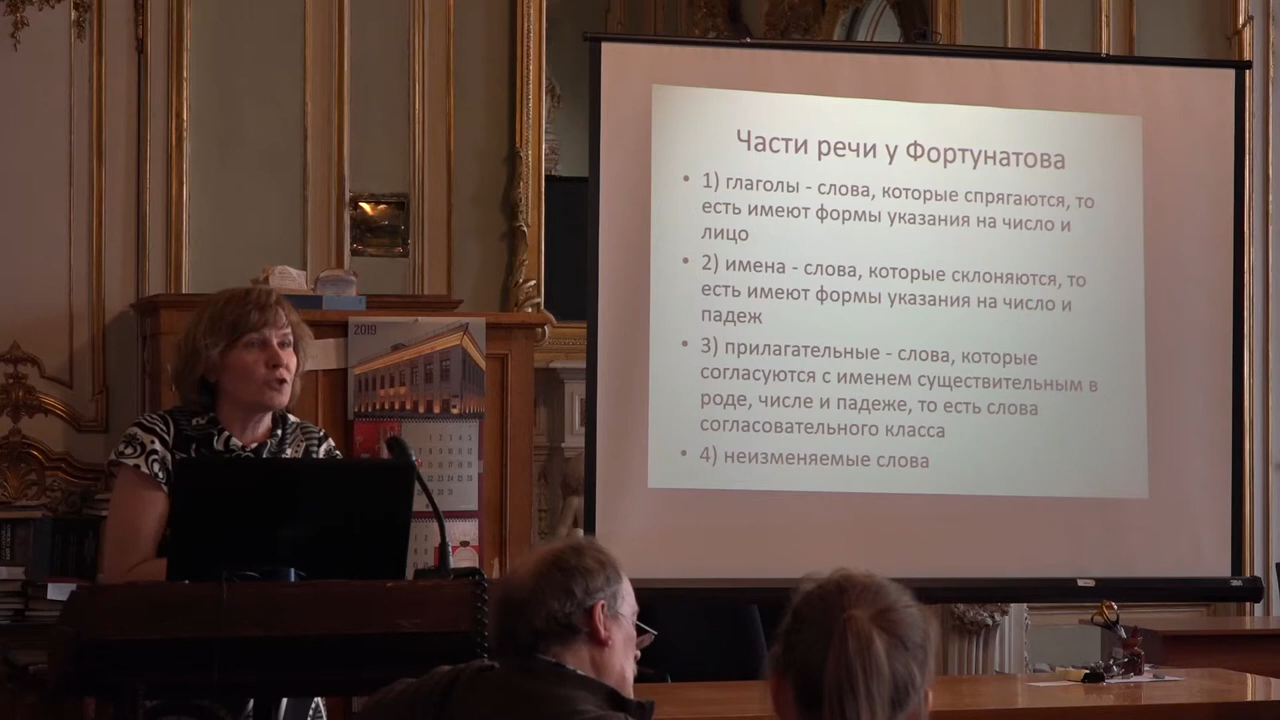 Части речи у Фортунатова
• 1) глаголы - слова, которые спрягаются, то
есть имеют формы указания на число и
лицо
• 2) имена - слова, которые склоняются, то
есть имеют формы указания на число и
падеж
• 3) прилагательные - слова, которые
согласуются с именем существительным в
роде, числе и падеже, то есть слова
согласовательного класса
• 4) неизменяемые слова
2019